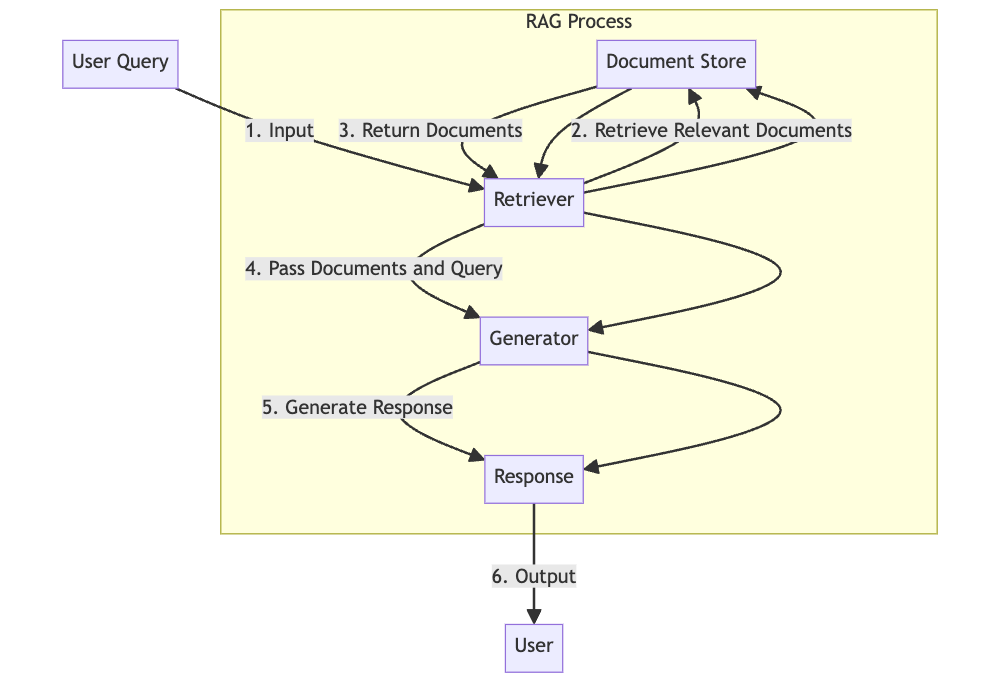 RAG Process
User Query
Document Store
1. Input
3. Return Documents
2. Retrieve Relevant Documents
Retriever
4. Pass Documents and Query
Generator
5. Generate Response
Response
6. Output
User